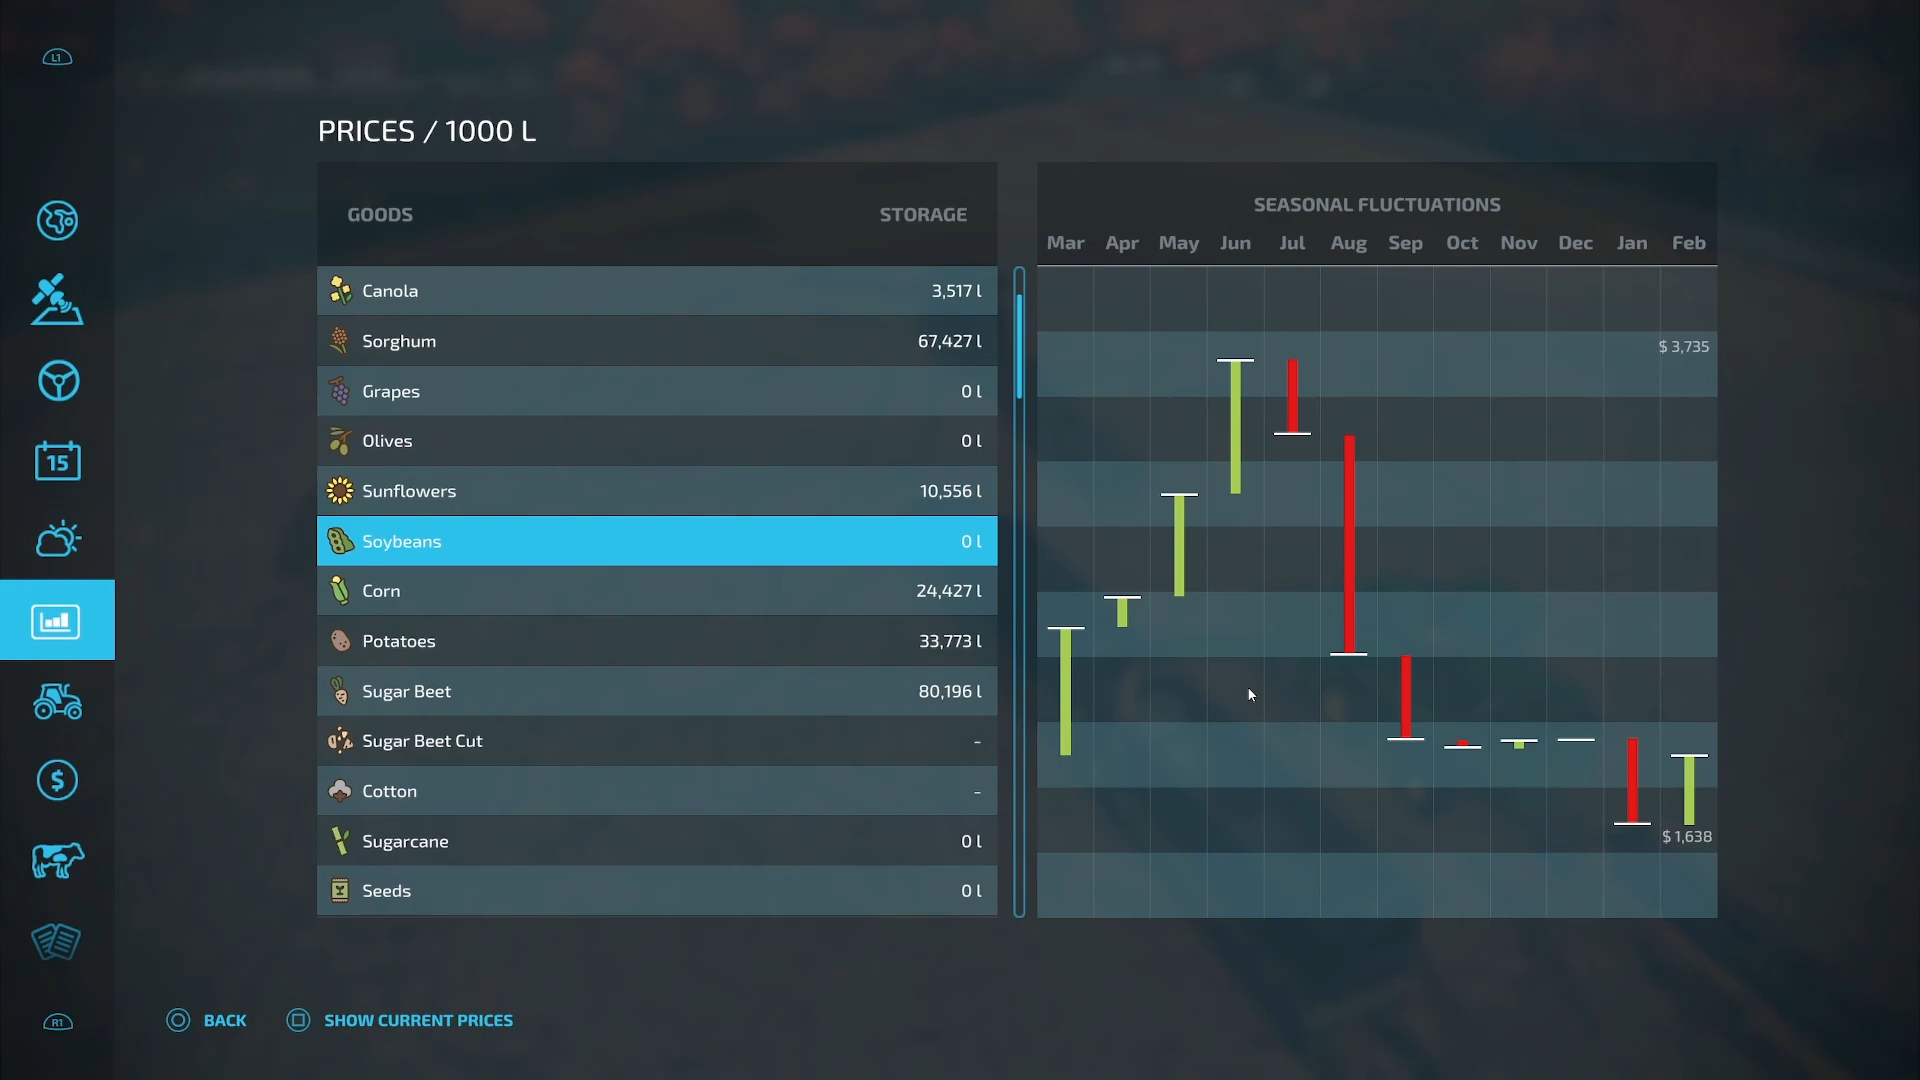 L1
PRICES / 1000 L
GOODS STORAGE
SEASONAL FLUCTUATIONS
Mar Apr May Jun Jul Aug Sep Oct Nov Dec Jan Feb
Canola 3,517 l
Sorghum 67,427 l
Grapes 0 l
Olives 0 l
Sunflowers 10,556 l
Soybeans 0 l
Corn 24,427 l
Potatoes 33,773 l
Sugar Beet 80,196 l
Sugar Beet Cut -
Cotton -
Sugarcane 0 l
Seeds 0 l
$ 3,735
$ 1,638
15
$
R1
BACK
SHOW CURRENT PRICES